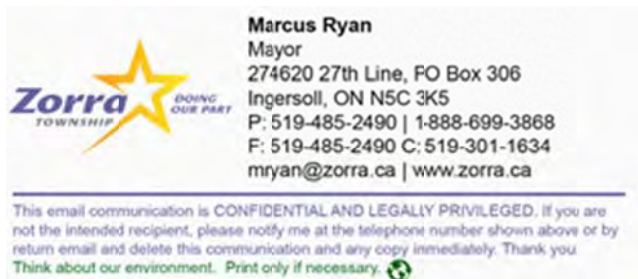 Marcus Ryan
Mayor
274620 27th Line, PO Box 306
Ingersoll, ON N5C 3K5
P: 519-485-2490 | 1-888-699-3868
F: 519-485-2490 C: 519-301-1634
mryan@zorra.ca | www.zorra.ca
Zorra
TOWNSHIP
DOING
OUR PART
This email communication is CONFIDENTIAL AND LEGALLY PRIVILEGED. If you are
not the intended recipient, please notify me at the telephone number shown above or by
return email and delete this communication and any copy immediately. Thank you
Think about our environment. Print only if necessary.